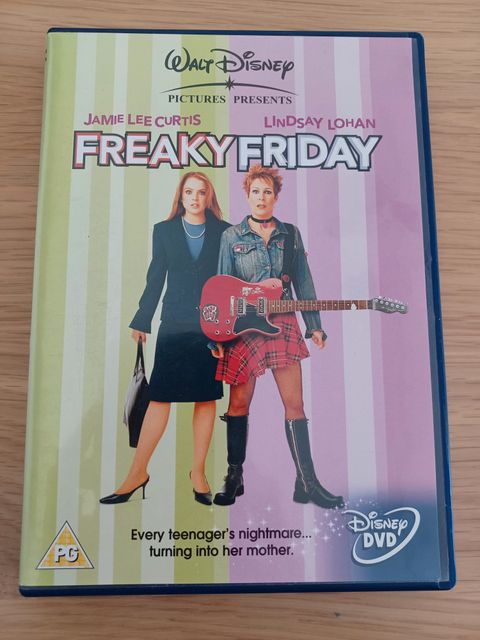 WALT DISNEY
PICTURES PRESENTS
JAMIE LEE CURTIS LINDSAY LOHAN
FREAKY FRIDAY
Every teenager's nightmare...
...turning into her mother.
PG
DISNEY
DVD